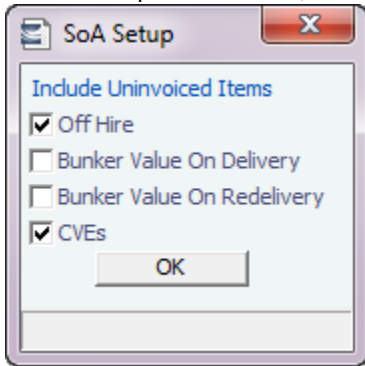 SoA Setup
Include Uninvoiced Items
Off Hire
Bunker Value On Delivery
Bunker Value On Redelivery
CVEs
OK